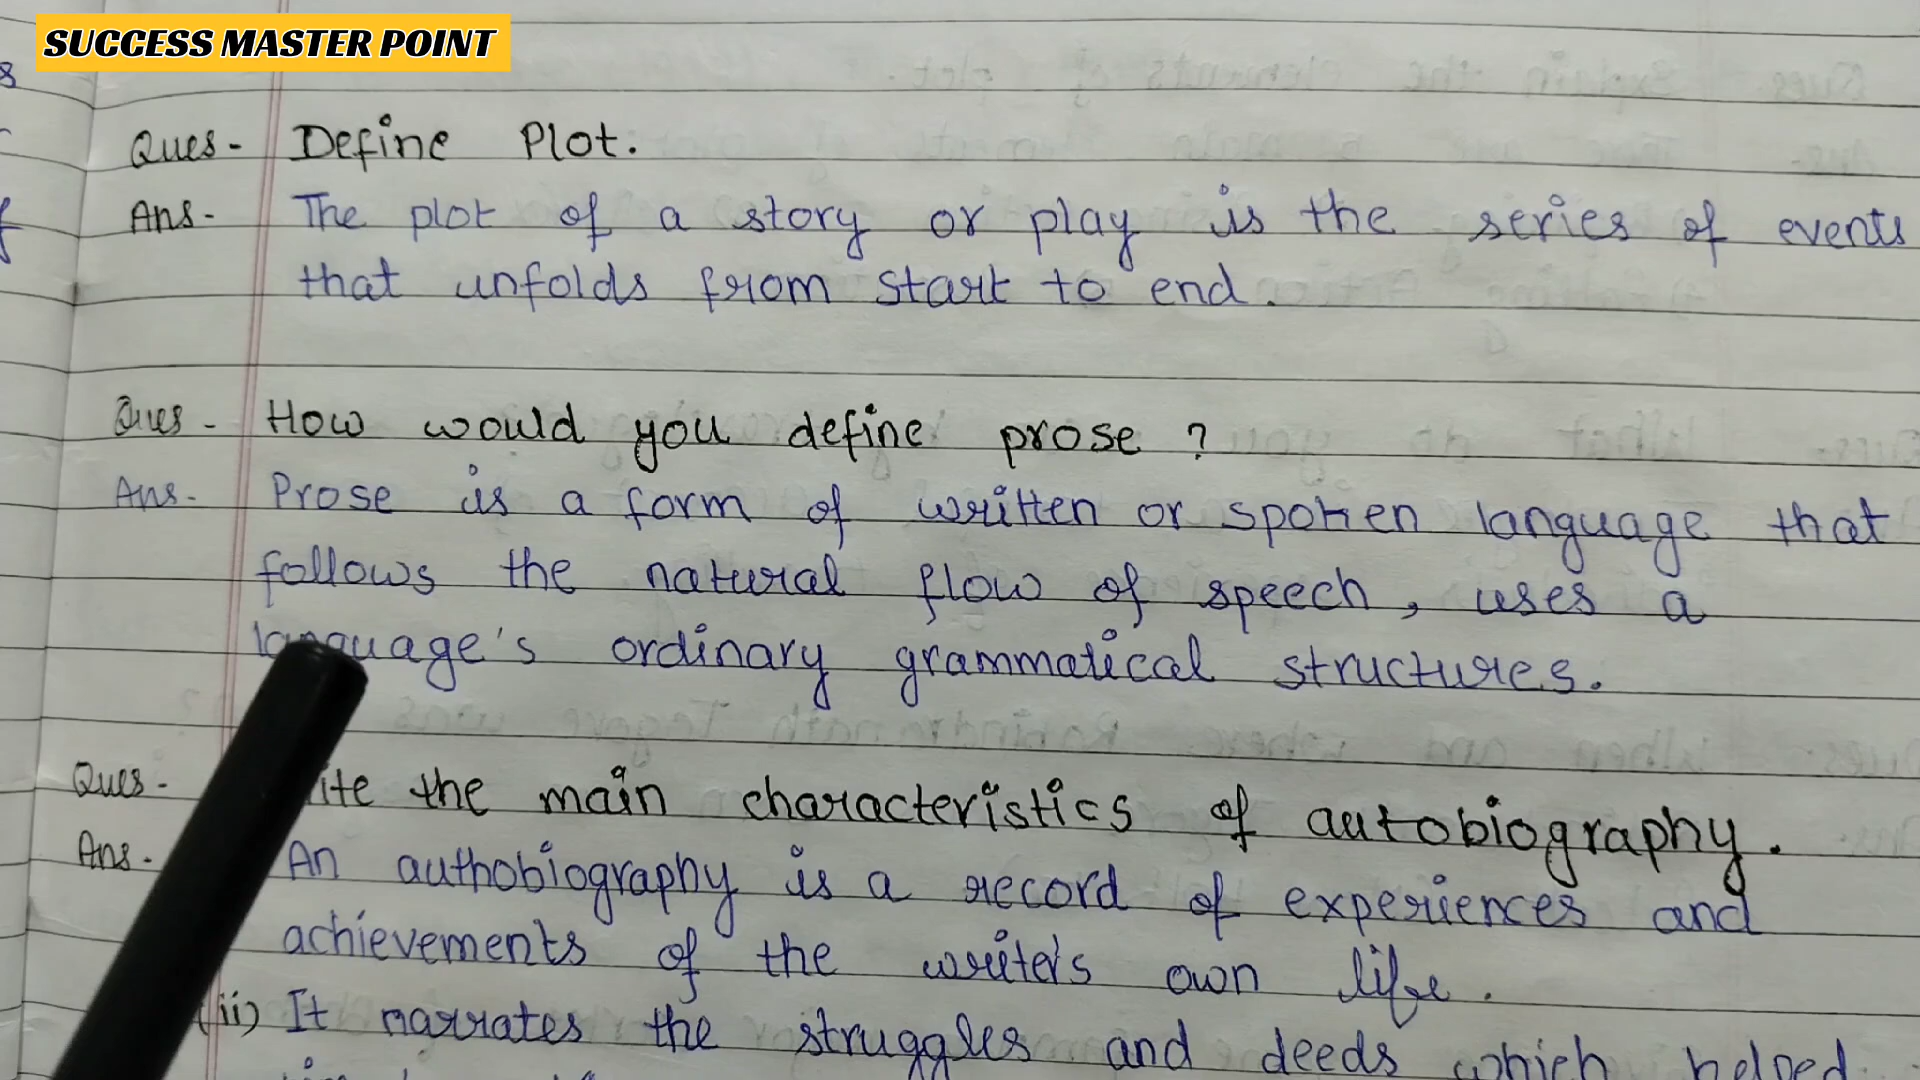 SUCCESS MASTER POINT
Ques- Define Plot.
Ans- The plot of a story or play is the series of events
that unfolds from start to end.
Ques- How would you define prose ?
Ans- Prose is a form of written or spoken language that
follows the natural flow of speech, uses a
language's ordinary grammatical structures.
Ques- the main characteristics of autobiography.
Ans- An authobiography is a record of experiences and
achievements of the writer's own life.
(ii) It narrates the struggles and deeds which helped